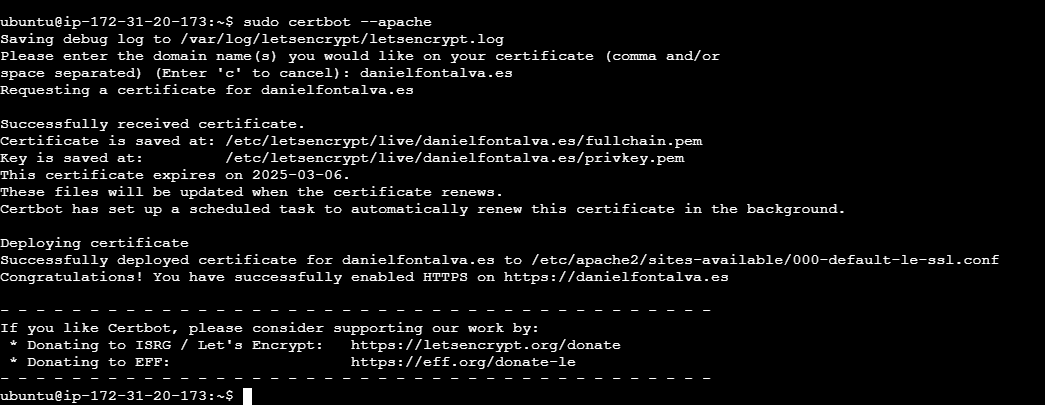 ubuntu@ip-172-31-20-173:~$ sudo certbot --apache
Saving debug log to /var/log/letsencrypt/letsencrypt.log
Please enter the domain name(s) you would like on your certificate (comma and/or
space separated) (Enter 'c' to cancel): danielfontalva.es
Requesting a certificate for danielfontalva.es

Successfully received certificate.
Certificate is saved at: /etc/letsencrypt/live/danielfontalva.es/fullchain.pem
Key is saved at:         /etc/letsencrypt/live/danielfontalva.es/privkey.pem
This certificate expires on 2025-03-06.
These files will be updated when the certificate renews.
Certbot has set up a scheduled task to automatically renew this certificate in the background.

Deploying certificate
Successfully deployed certificate for danielfontalva.es to /etc/apache2/sites-available/000-default-le-ssl.conf
Congratulations! You have successfully enabled HTTPS on https://danielfontalva.es

- - - - - - - - - - - - - - - - - - - - - - - - - - - - - - - - - - - - - - - -
If you like Certbot, please consider supporting our work by:
 * Donating to ISRG / Let's Encrypt:   https://letsencrypt.org/donate
 * Donating to EFF:                    https://eff.org/donate-le
- - - - - - - - - - - - - - - - - - - - - - - - - - - - - - - - - - - - - - - -
ubuntu@ip-172-31-20-173:~$